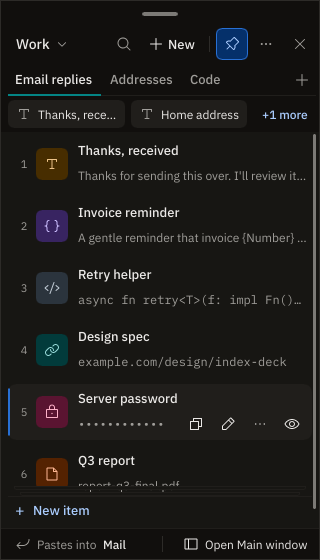 Work
New
Email replies Addresses Code
Thanks, rece... Home address +1 more
1 Thanks, received
Thanks for sending this over. I'll review it...
2 Invoice reminder
A gentle reminder that invoice {Number} ...
3 Retry helper
async fn retry<T>(f: impl Fn()...
4 Design spec
example.com/design/index-deck
5 Server password
••••••••••••
6 Q3 report
report-q3-final.pdf
+ New item
Pastes into Mail Open Main window